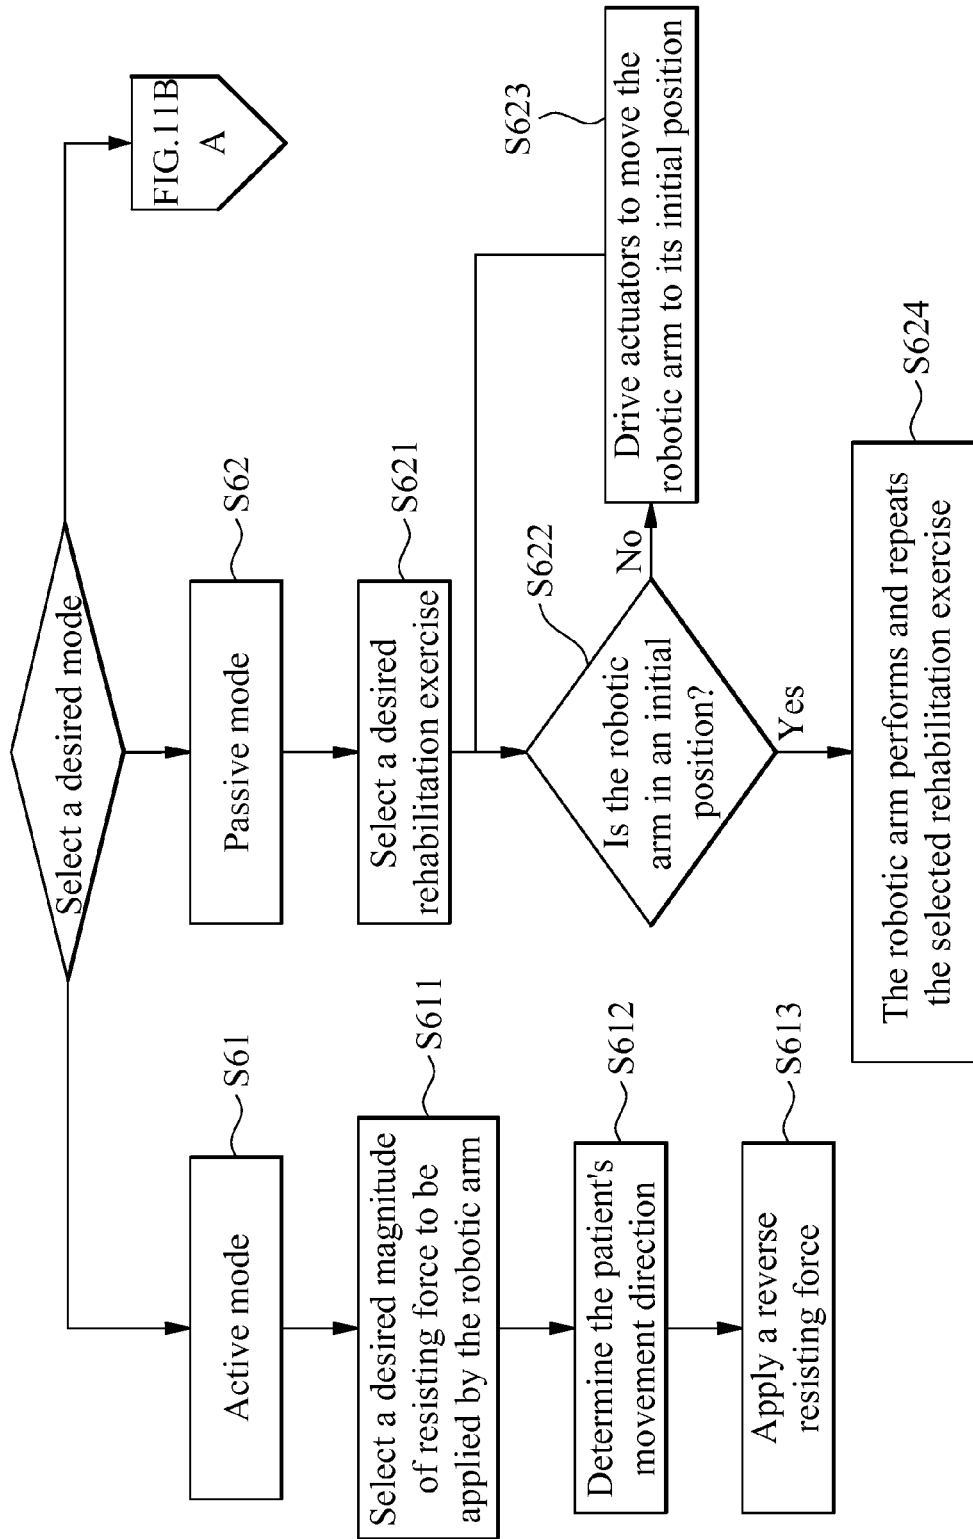 Select a desired mode
FIG.11B
A
Active mode
S61
Select a desired magnitude
of resisting force to be
applied by the robotic arm
S611
Determine the patient's
movement direction
S612
Apply a reverse
resisting force
S613
Passive mode
S62
Select a desired
rehabilitation exercise
S621
Is the robotic
arm in an initial
position?
S622
No
Yes
Drive actuators to move the
robotic arm to its initial position
S623
The robotic arm performs and repeats
the selected rehabilitation exercise
S624